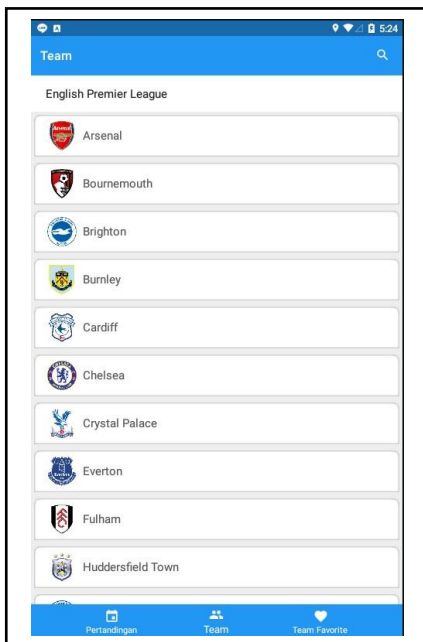 5:24
Team
English Premier League
Arsenal
Bournemouth
Brighton
Burnley
Cardiff
Chelsea
Crystal Palace
Everton
Fulham
Huddersfield Town
Pertandingan
Team
Team Favorite